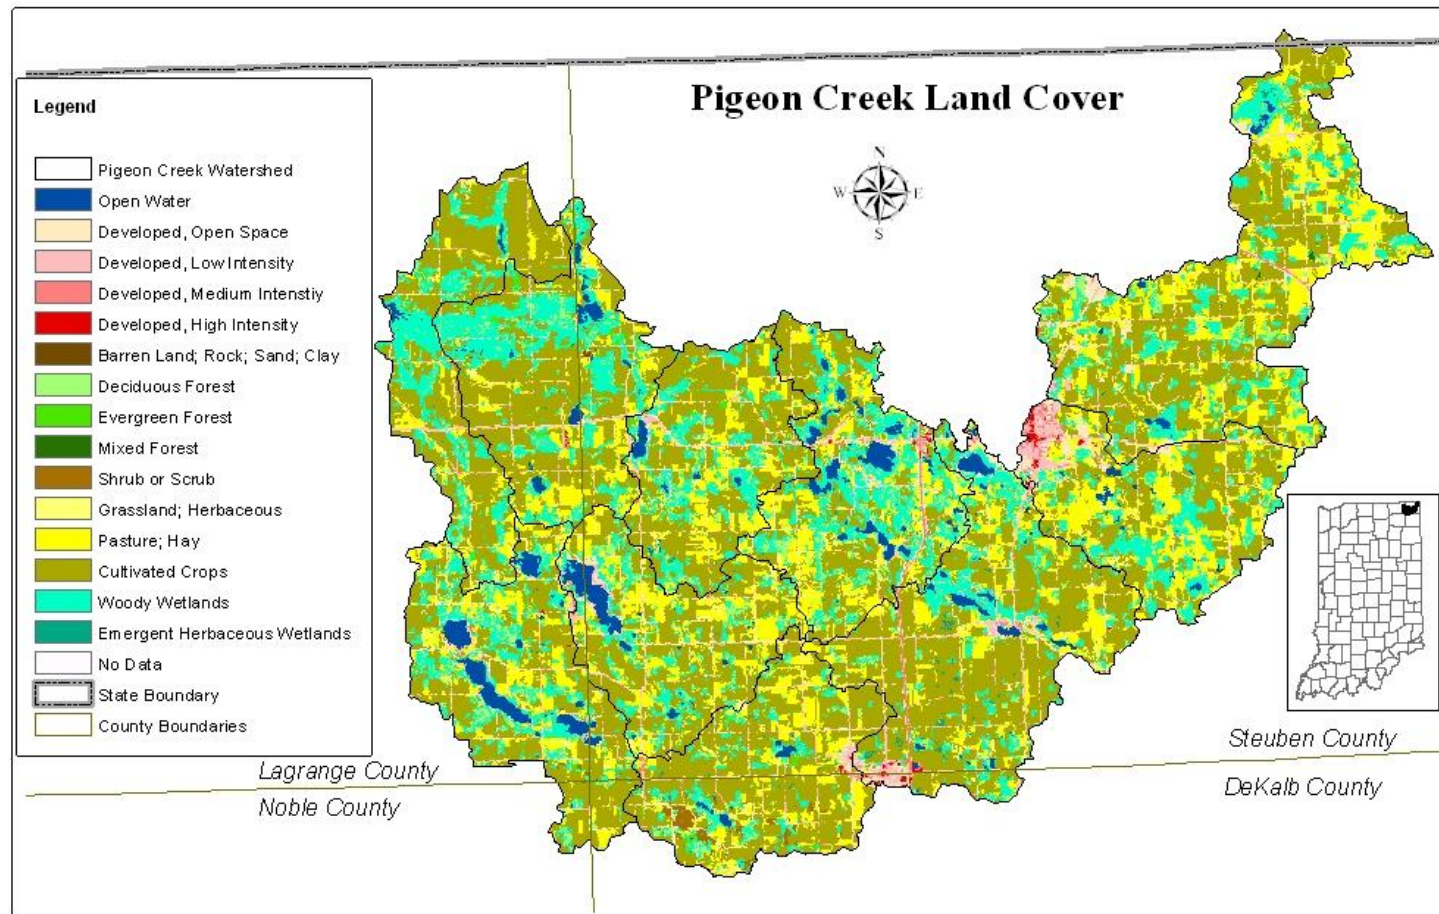 Pigeon Creek Land Cover
Legend
Pigeon Creek Watershed
Open Water
Developed, Open Space
Developed, Low Intensity
Developed, Medium Intenstiy
Developed, High Intensity
Barren Land; Rock; Sand; Clay
Deciduous Forest
Evergreen Forest
Mixed Forest
Shrub or Scrub
Grassland; Herbaceous
Pasture; Hay
Cultivated Crops
Woody Wetlands
Emergent Herbaceous Wetlands
No Data
State Boundary
County Boundaries
N
W E
S
Steuben County
Lagrange County
DeKalb County
Noble County